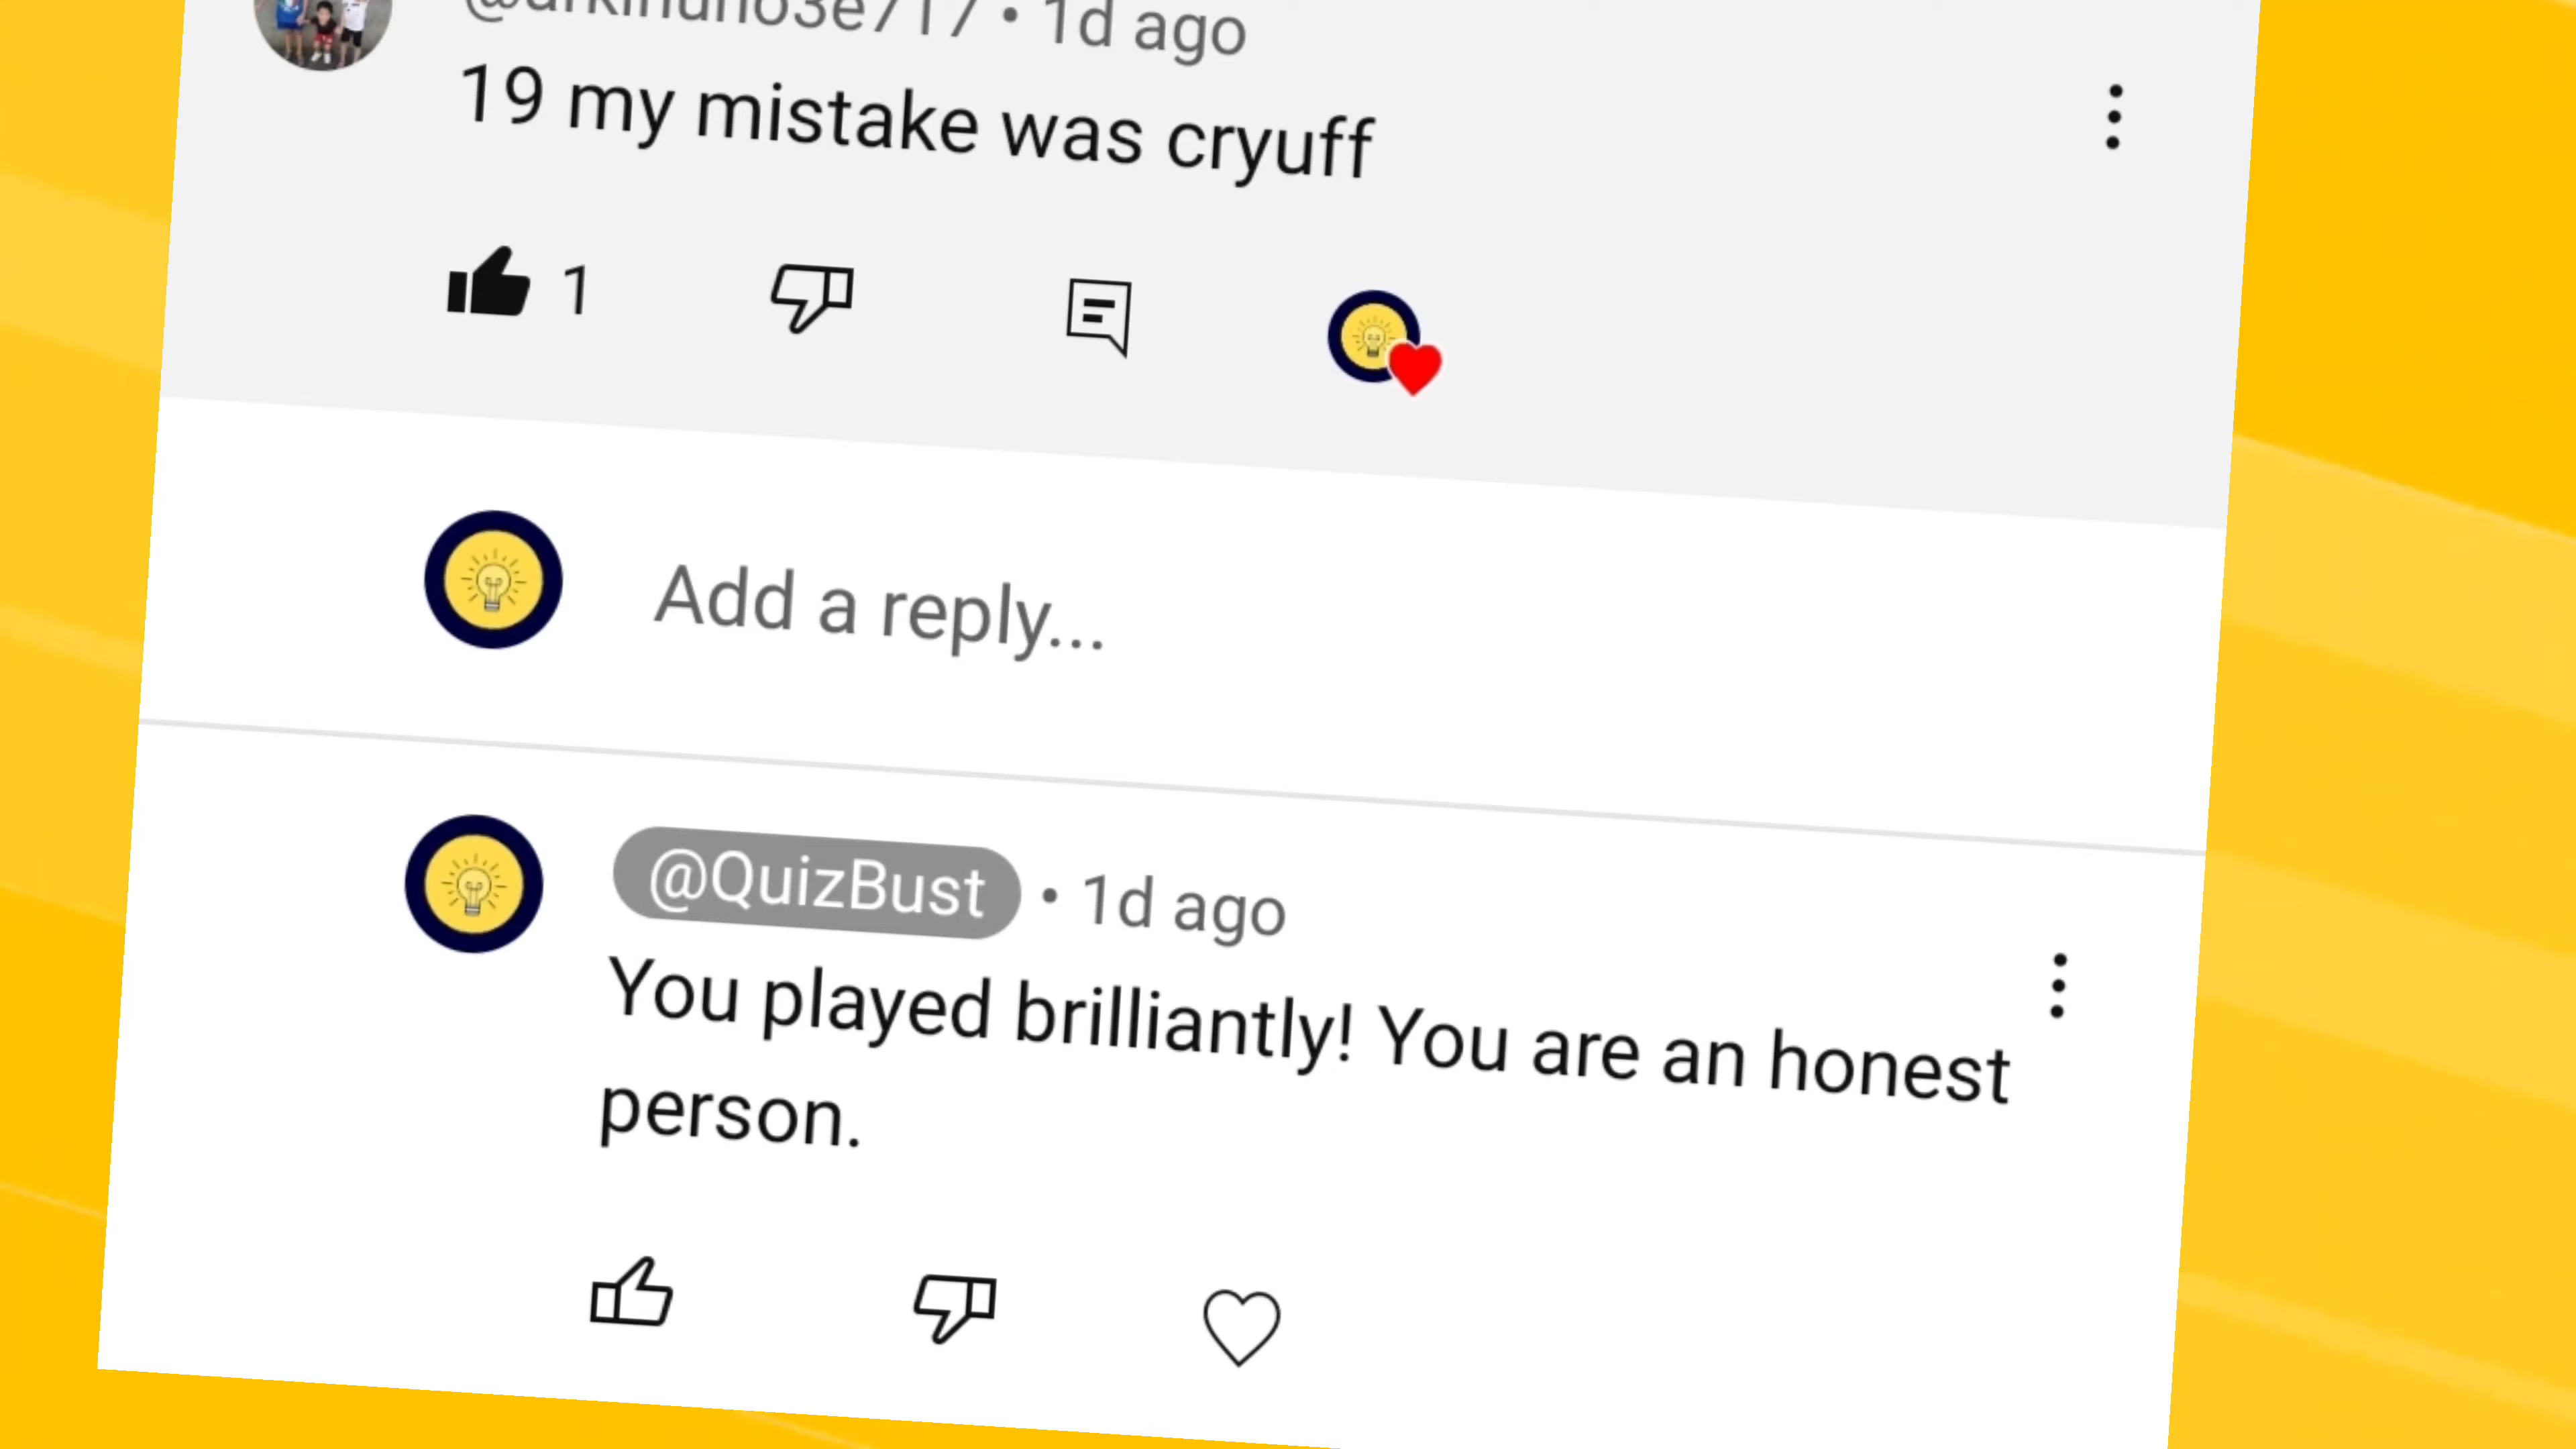 • 1d ago
19 my mistake was cryuff
1
Add a reply...
@QuizBust • 1d ago
You played brilliantly! You are an honest
person.